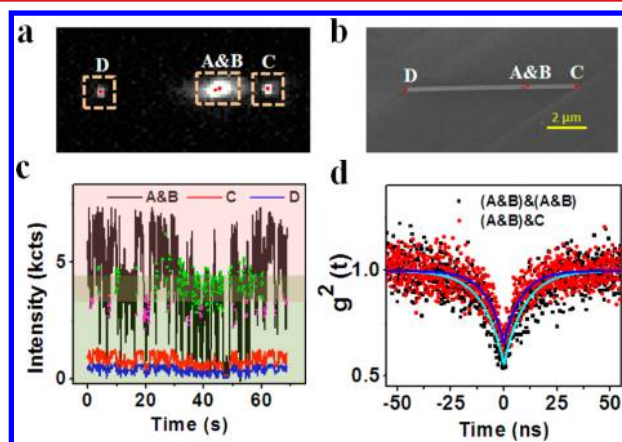 a
D
A&B
C
b
D
A&B
C
2 μm
c
A&B
C
D
Intensity (kcts)
5
0
0
20
40
60
Time (s)
d
(A&B)&(A&B)
(A&B)&C
g²(t)
1.0
0.5
-50
-25
0
25
50
Time (ns)